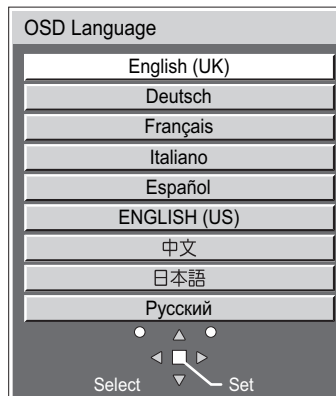 OSD Language
English (UK)
Deutsch
Français
Italiano
Español
ENGLISH (US)
中文
日本語
Русский
Select
Set